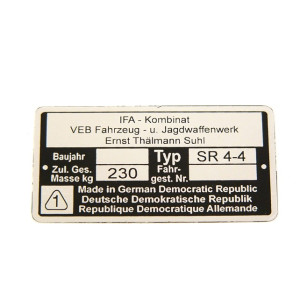 IFA - Kombinat
VEB Fahrzeug - u. Jagdwaffenwerk
Ernst Thälmann Suhl
Baujahr Typ SR 4-4
Zul. Ges. Masse kg 230 Fahr- gest. Nr.
1 Made in German Democratic Republic
Deutsche Demokratische Republik
Republique Democratique Allemande